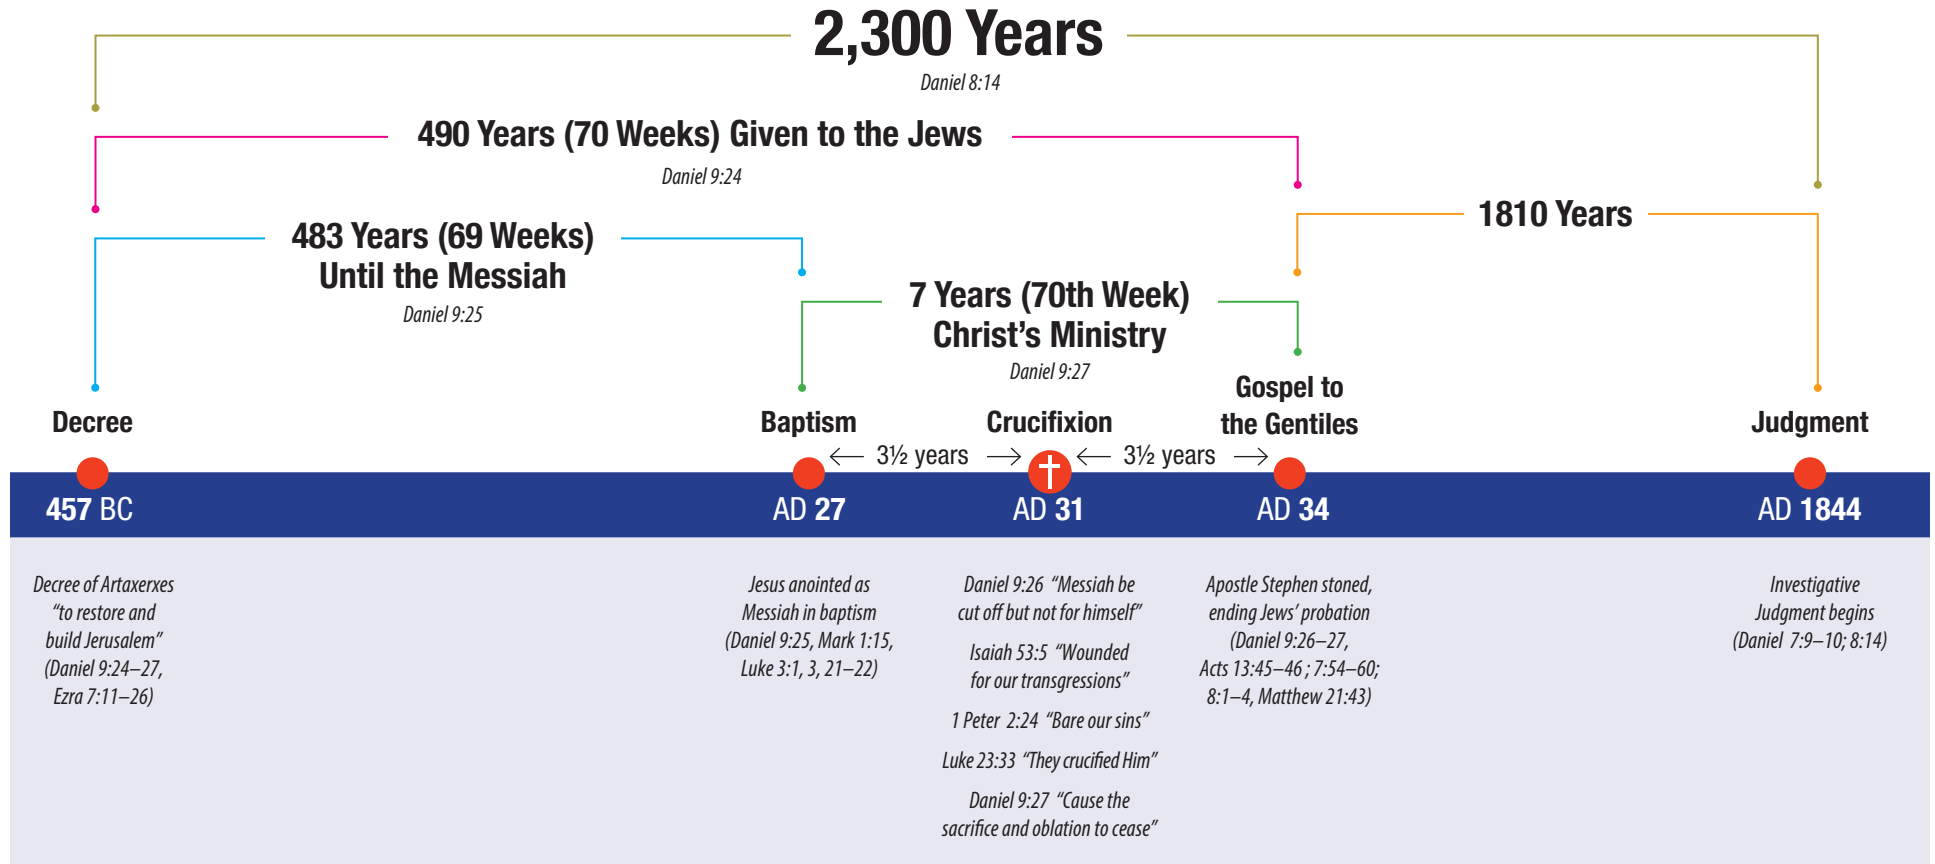 2,300 Years
Daniel 8:14
490 Years (70 Weeks) Given to the Jews
Daniel 9:24
483 Years (69 Weeks)
Until the Messiah
Daniel 9:25
1810 Years
7 Years (70th Week)
Christ’s Ministry
Daniel 9:27
Decree
Baptism
Crucifixion
Gospel to
the Gentiles
Judgment
3½ years
3½ years
457 BC
AD 27
AD 31
AD 34
AD 1844
Decree of Artaxerxes
“to restore and
build Jerusalem”
(Daniel 9:24–27,
Ezra 7:11–26)
Jesus anointed as
Messiah in baptism
(Daniel 9:25, Mark 1:15,
Luke 3:1, 3, 21–22)
Daniel 9:26 “Messiah be
cut off but not for himself”
Isaiah 53:5 “Wounded
for our transgressions”
1 Peter 2:24 “Bare our sins”
Luke 23:33 “They crucified Him”
Daniel 9:27 “Cause the
sacrifice and oblation to cease”
Apostle Stephen stoned,
ending Jews’ probation
(Daniel 9:26–27,
Acts 13:45–46 ; 7:54–60;
8:1–4, Matthew 21:43)
Investigative
Judgment begins
(Daniel 7:9–10; 8:14)